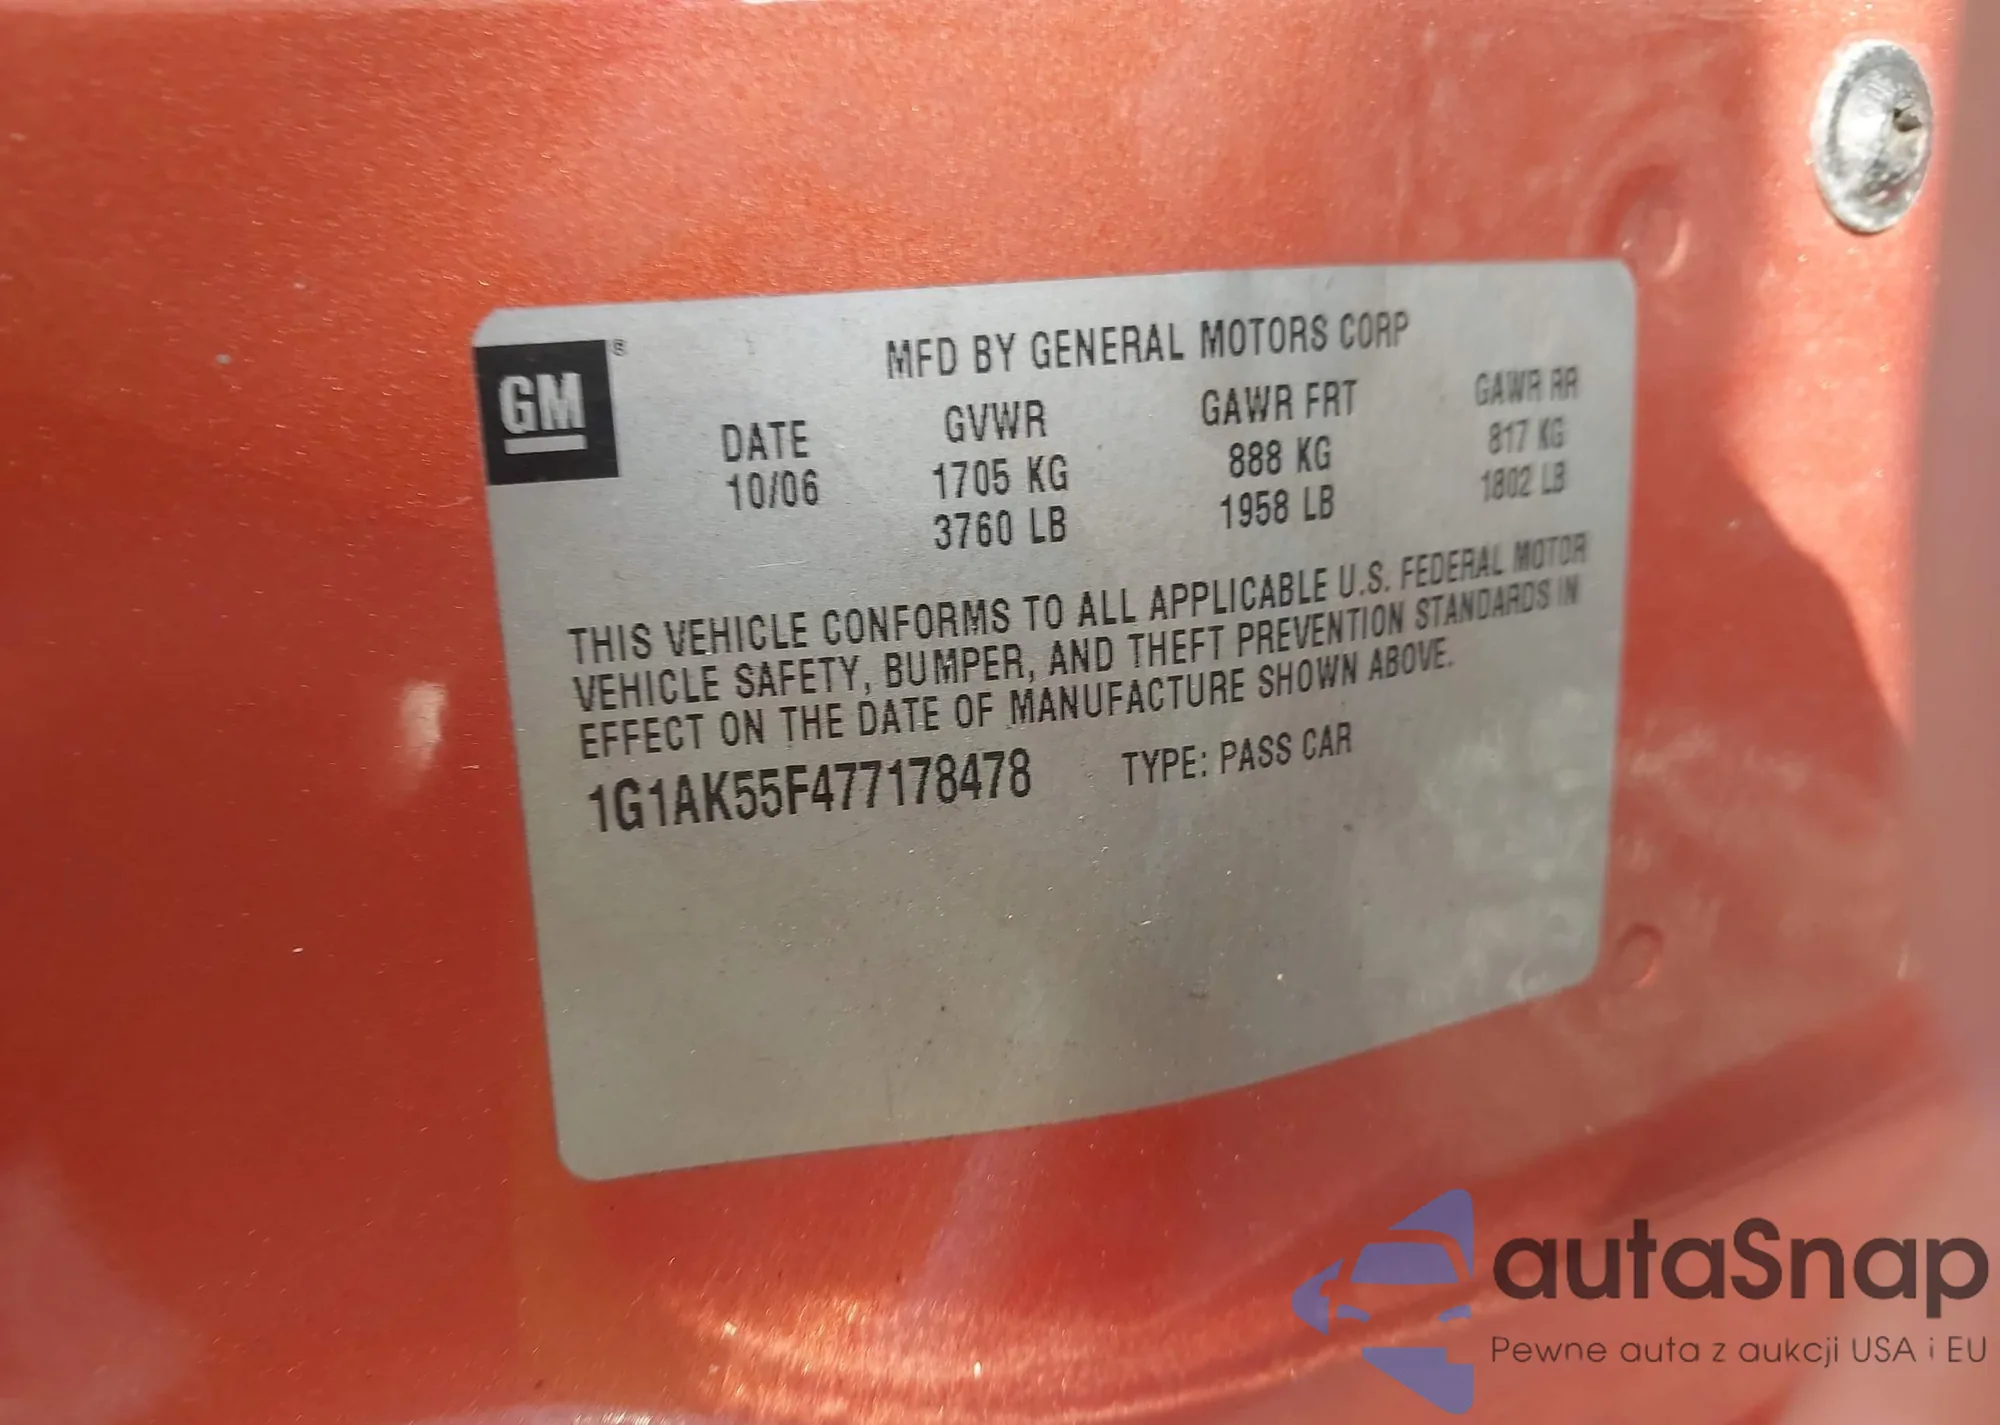 GM®
MFD BY GENERAL MOTORS CORP
DATE GVWR GAWR FRT GAWR RR
10/06 1705 KG 888 KG 817 KG
3760 LB 1958 LB 1802 LB
THIS VEHICLE CONFORMS TO ALL APPLICABLE U.S. FEDERAL MOTOR
VEHICLE SAFETY, BUMPER, AND THEFT PREVENTION STANDARDS IN
EFFECT ON THE DATE OF MANUFACTURE SHOWN ABOVE.
1G1AK55F477178478 TYPE: PASS CAR
autaSnap
Pewne auta z aukcji USA i EU